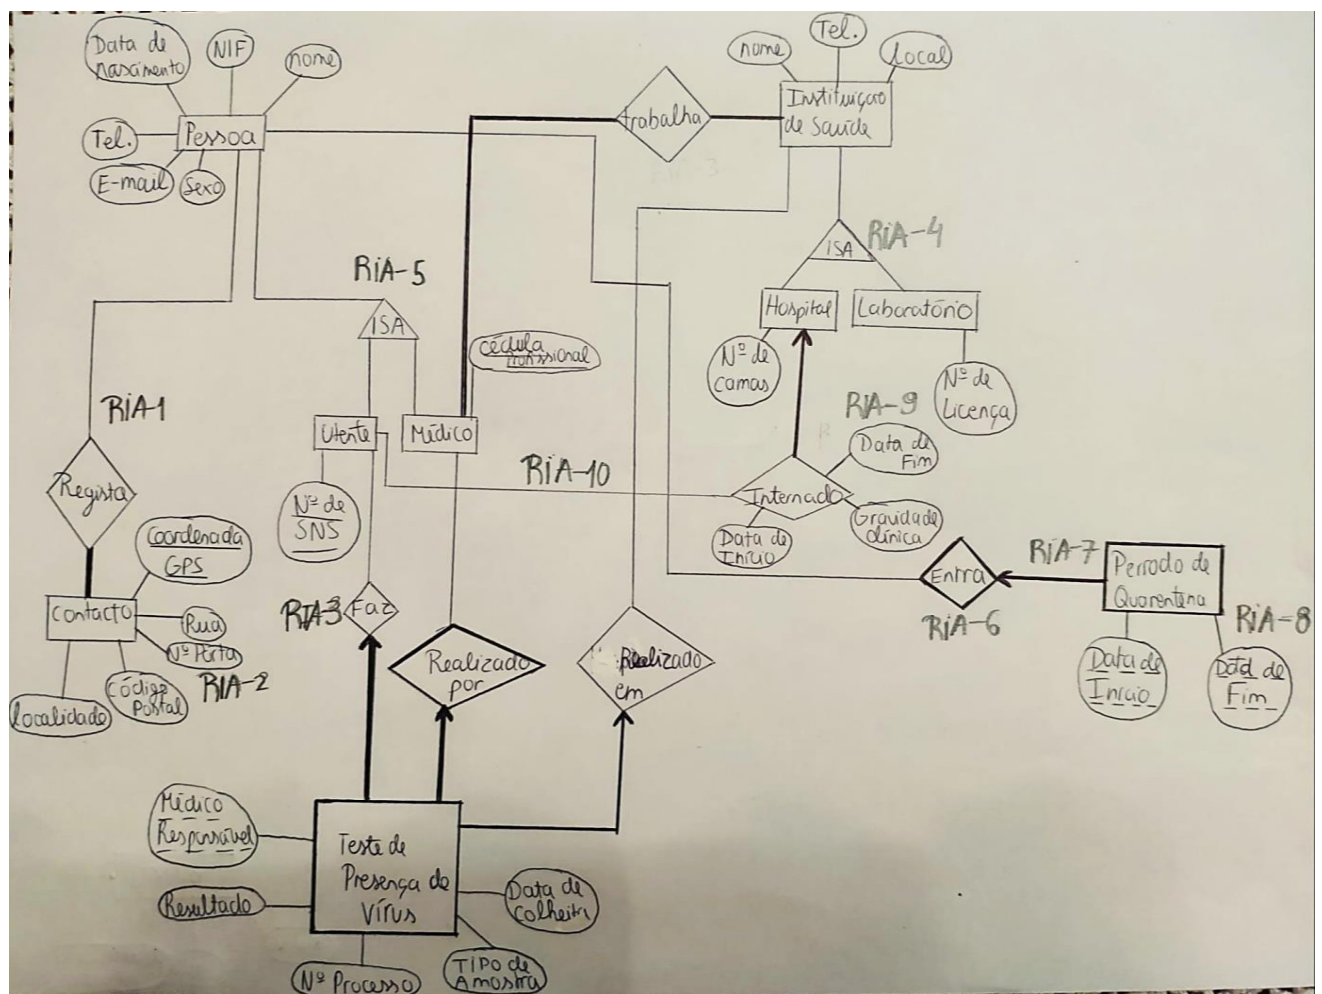 Data de
nascimento
NIF
nome
Tel.
Pessoa
E-mail
Sexo
nome
Tel.
Local
trabalha
Instituiçao
de Saúde
RIA-5
ISA
RIA-4
ISA
Hospital
Laboratório
Nº de
camas
Nº de
Licença
cédula
RIA-1
Utente
Médico
Nº de
SNS
RIA-10
RIA-9
Data de
Fim
Internado
Data de
Início
Gravidade
clínica
Regista
Coordenada
GPS
Contacto
Rua
Nº Porta
RIA-2
Código
Postal
localidade
RIA-3
Faz
Realizado
por
Realizado
em
Entra
RIA-6
RIA-7
Período de
Quarentena
RIA-8
Data de
Início
Data de
Fim
Médico
Responsável
Resultado
Teste de
Presença de
Vírus
Data de
Colheita
Nº Processo
TIPO de
Amostra